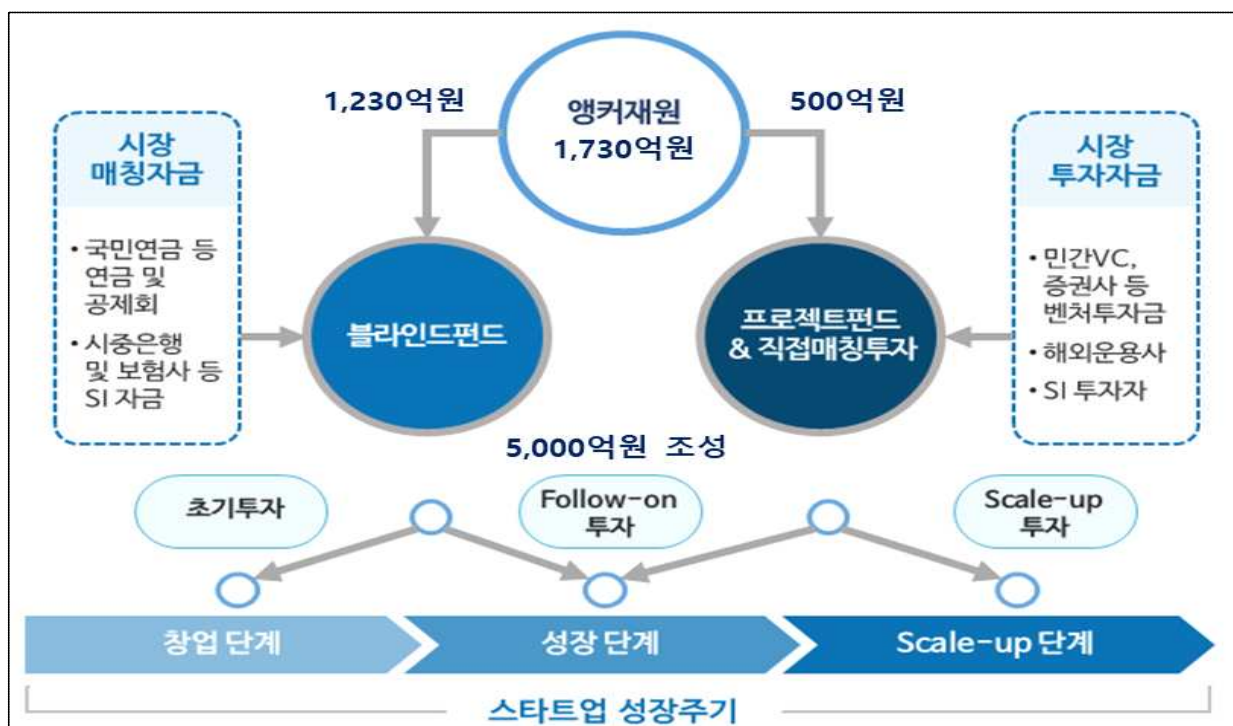 1,230억원
앵커재원
1,730억원
500억원
시장
매칭자금
• 국민연금 등
연금 및
공제회
• 시중은행
및 보험사 등
SI 자금
블라인드펀드
프로젝트펀드
& 직접매칭투자
시장
투자자금
• 민간VC,
증권사 등
벤처투자금
• 해외운용사
• SI 투자자
5,000억원 조성
초기투자
Follow-on
투자
Scale-up
투자
창업 단계
성장 단계
Scale-up 단계
스타트업 성장주기